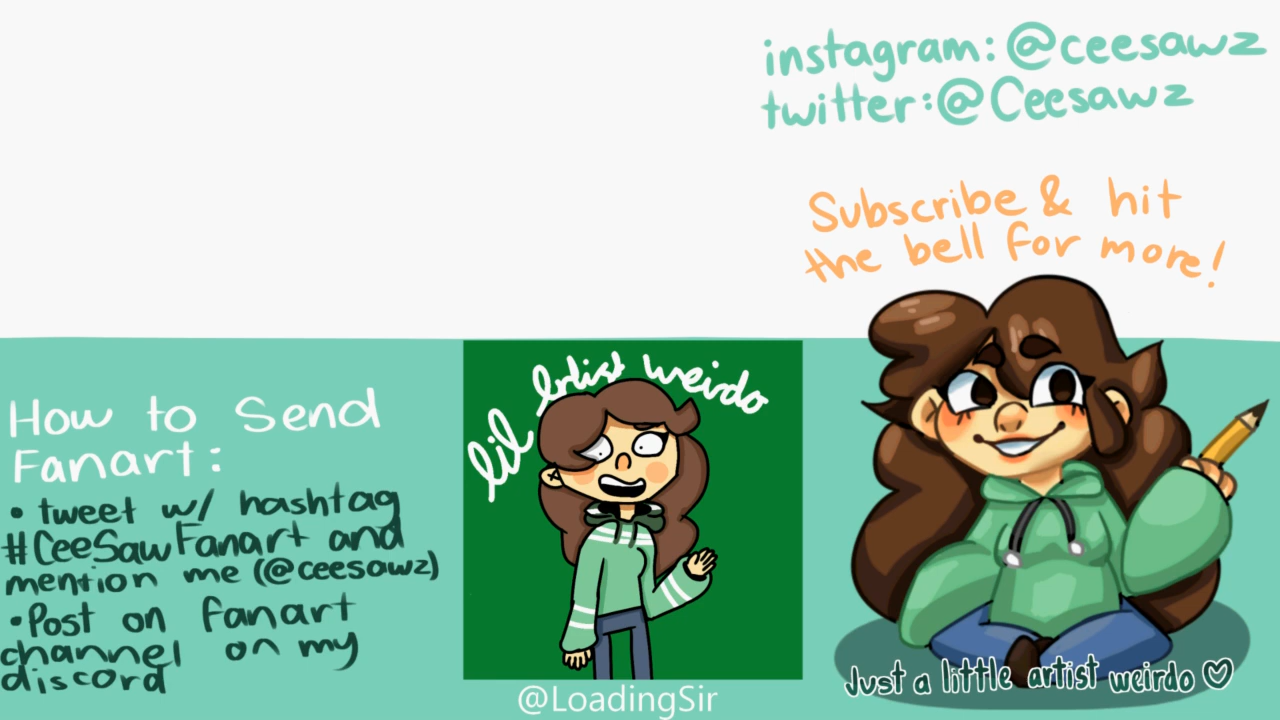 instagram: @ceesawz
twitter:@Ceesawz
Subscribe & hit
the bell for more!
How to Send
Fanart:
• tweet w/ hashtag
#CeeSawFanart and
mention me (@ceesawz)
•Post on fanart
channel on my
discord
lil Artist weirdo
@LoadingSir
Just a little artist weirdo ♡